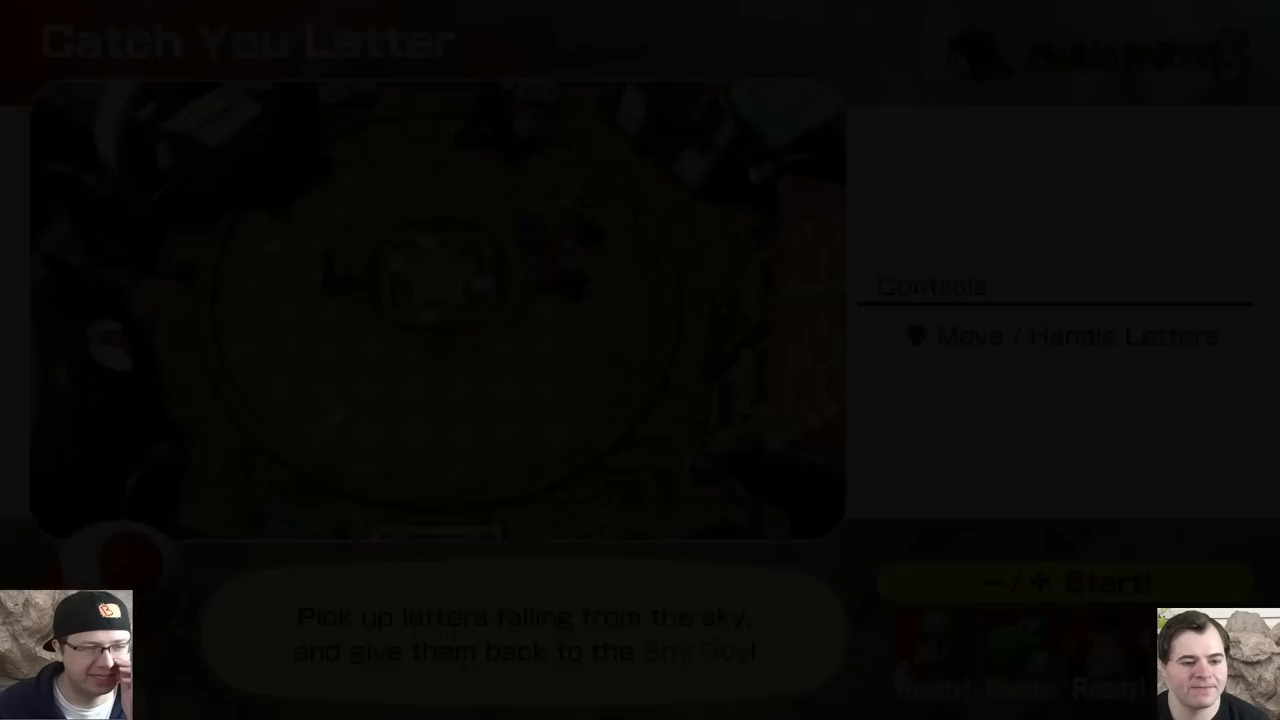 Catch You Letter
Controls
Move / Handle Letters
- / + Start!
Pick up letters falling from the sky,
and give them back to the Shy Guy!
Ready! Ready! Ready!